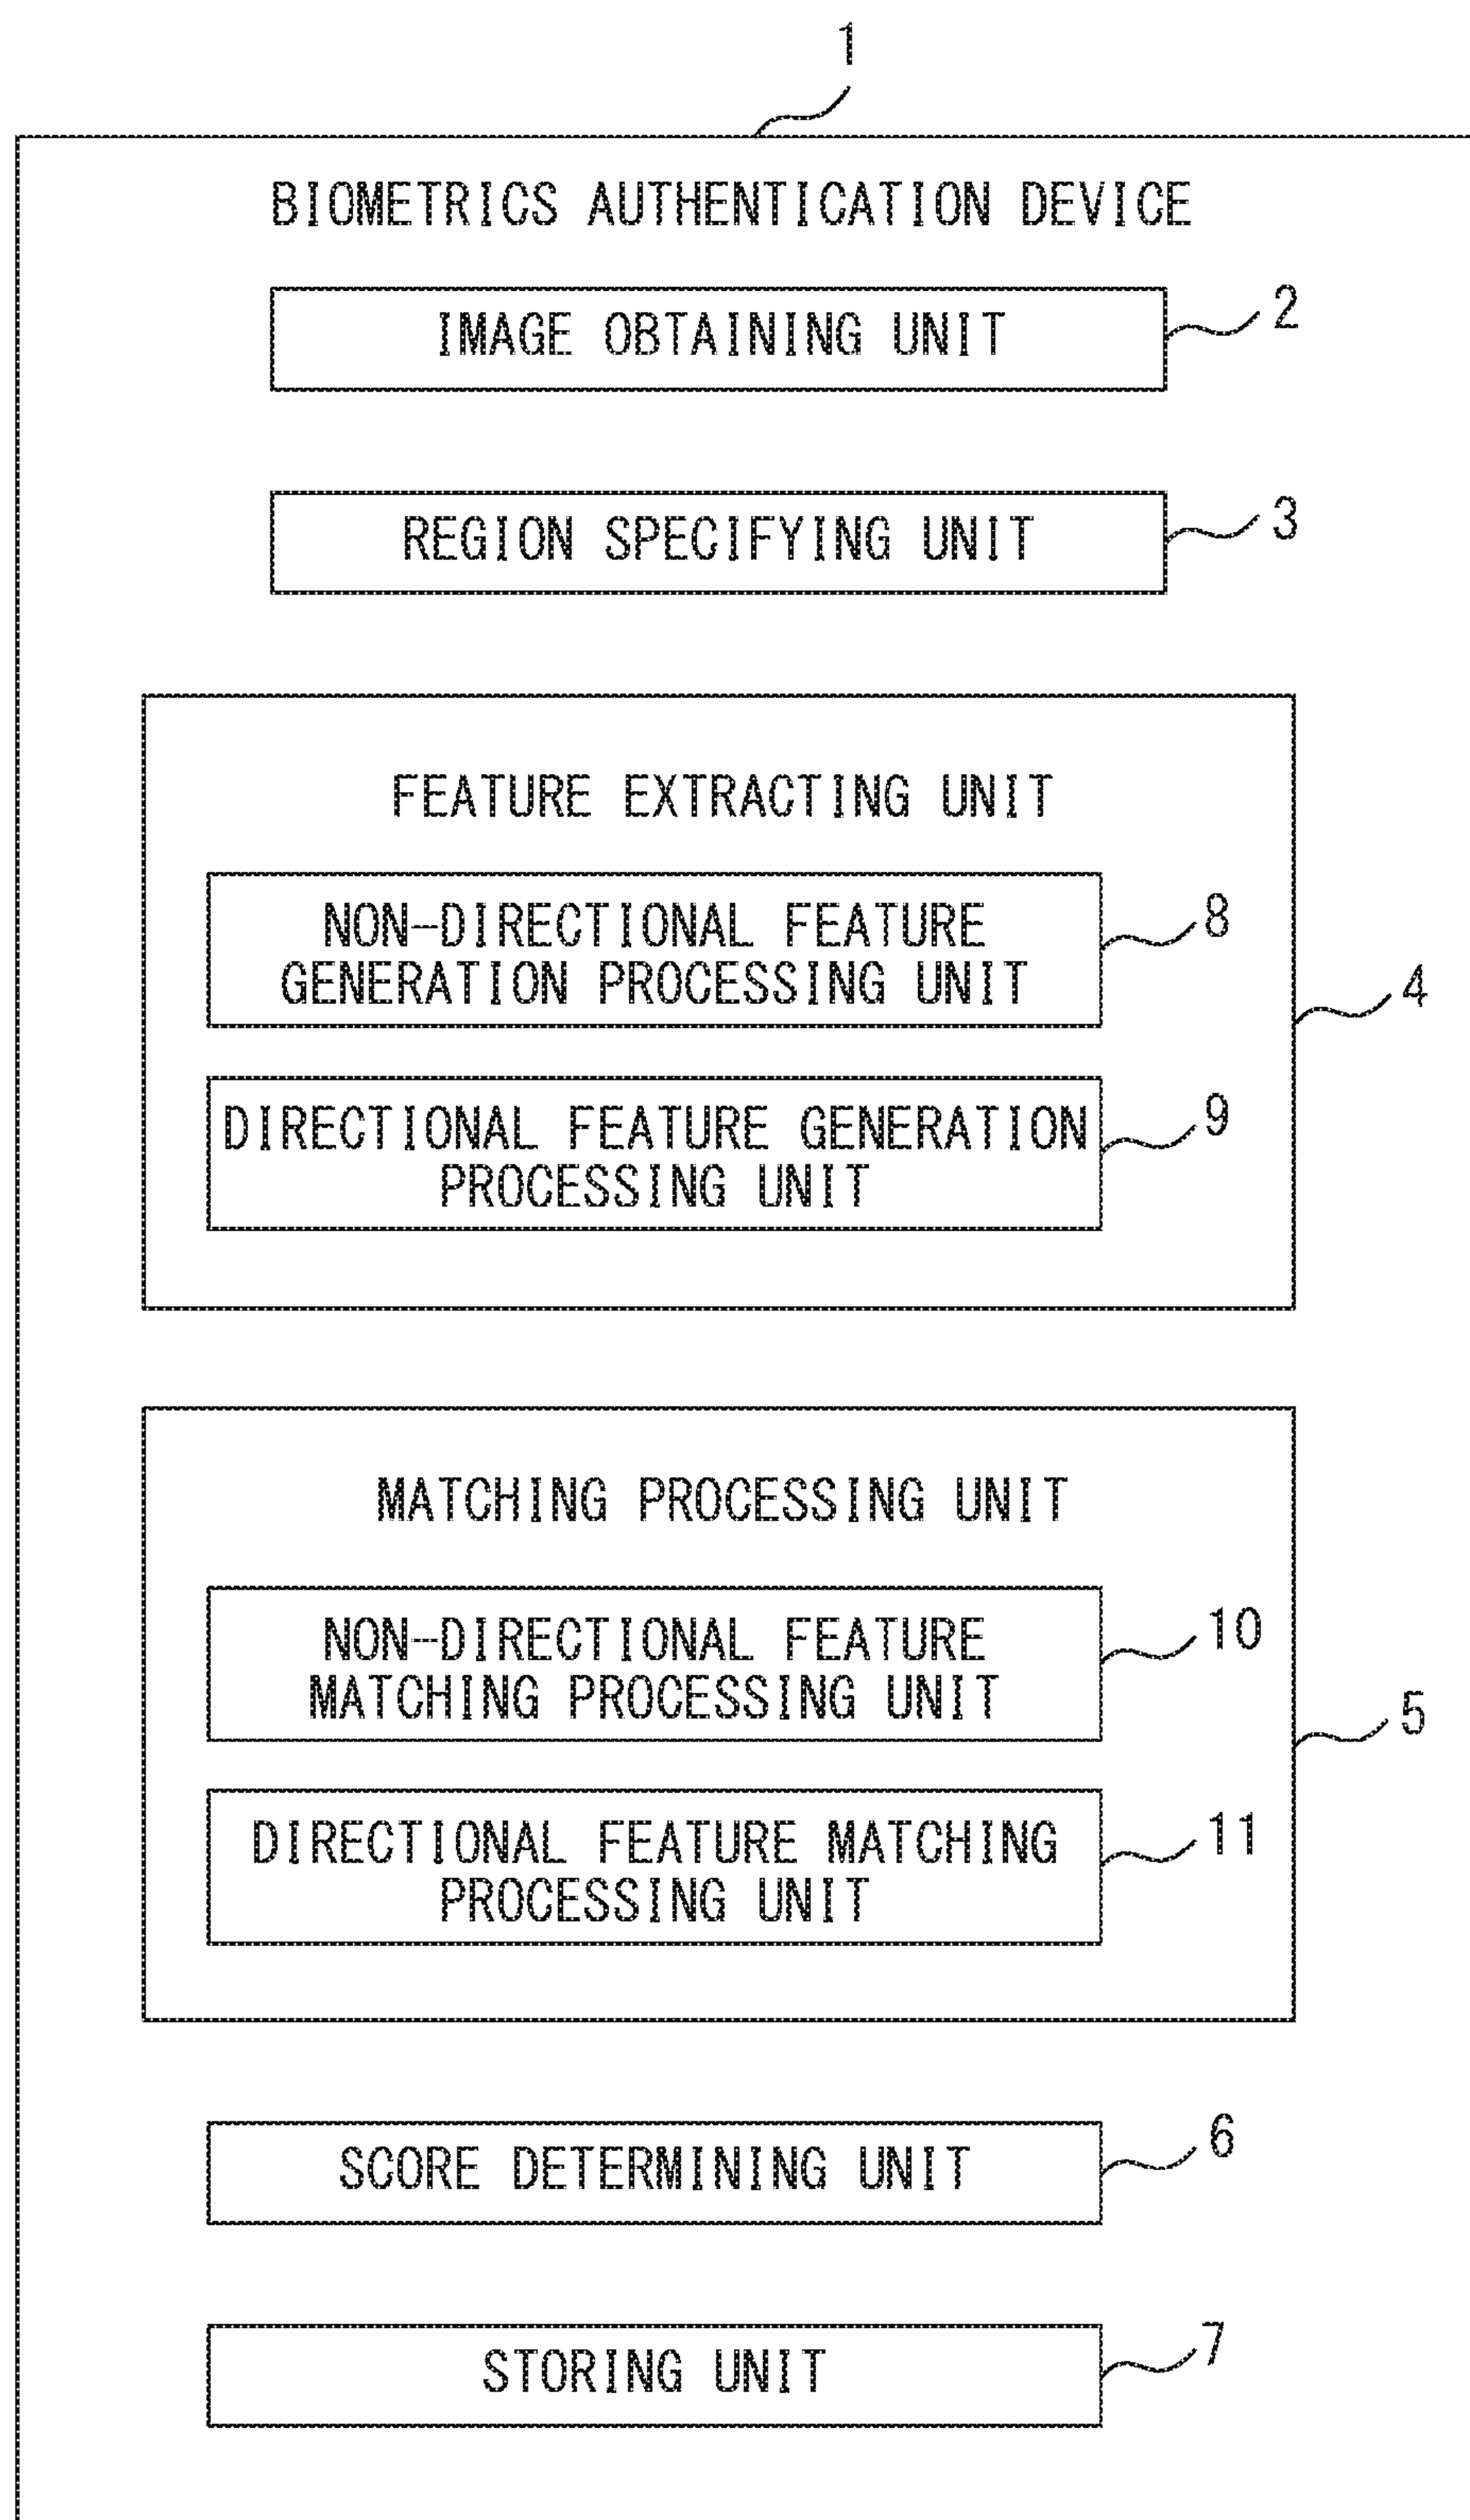 1
BIOMETRICS AUTHENTICATION DEVICE
IMAGE OBTAINING UNIT
2
REGION SPECIFYING UNIT
3
FEATURE EXTRACTING UNIT
NON-DIRECTIONAL FEATURE
GENERATION PROCESSING UNIT
8
4
DIRECTIONAL FEATURE GENERATION
PROCESSING UNIT
9
MATCHING PROCESSING UNIT
NON-DIRECTIONAL FEATURE
MATCHING PROCESSING UNIT
10
5
DIRECTIONAL FEATURE MATCHING
PROCESSING UNIT
11
SCORE DETERMINING UNIT
6
STORING UNIT
7